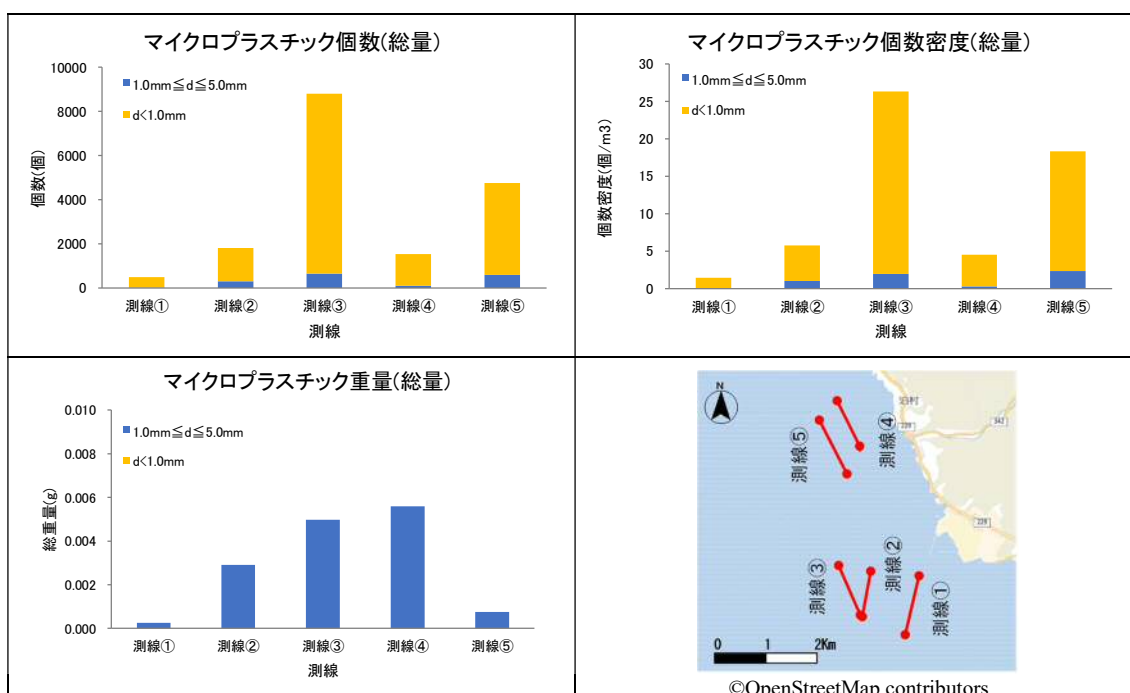 マイクロプラスチック個数(総量)
1.0mm≦d≦5.0mm
d<1.0mm
個数(個)
10000
8000
6000
4000
2000
0
測線① 測線② 測線③ 測線④ 測線⑤
測線
マイクロプラスチック個数密度(総量)
1.0mm≦d≦5.0mm
d<1.0mm
個数密度(個/m3)
30
25
20
15
10
5
0
測線① 測線② 測線③ 測線④ 測線⑤
測線
マイクロプラスチック重量(総量)
1.0mm≦d≦5.0mm
d<1.0mm
総重量(g)
0.010
0.008
0.006
0.004
0.002
0.000
測線① 測線② 測線③ 測線④ 測線⑤
測線
N
測線⑤
測線④
測線③
測線②
測線①
239
342
239
0 1 2Km
©OpenStreetMap contributors